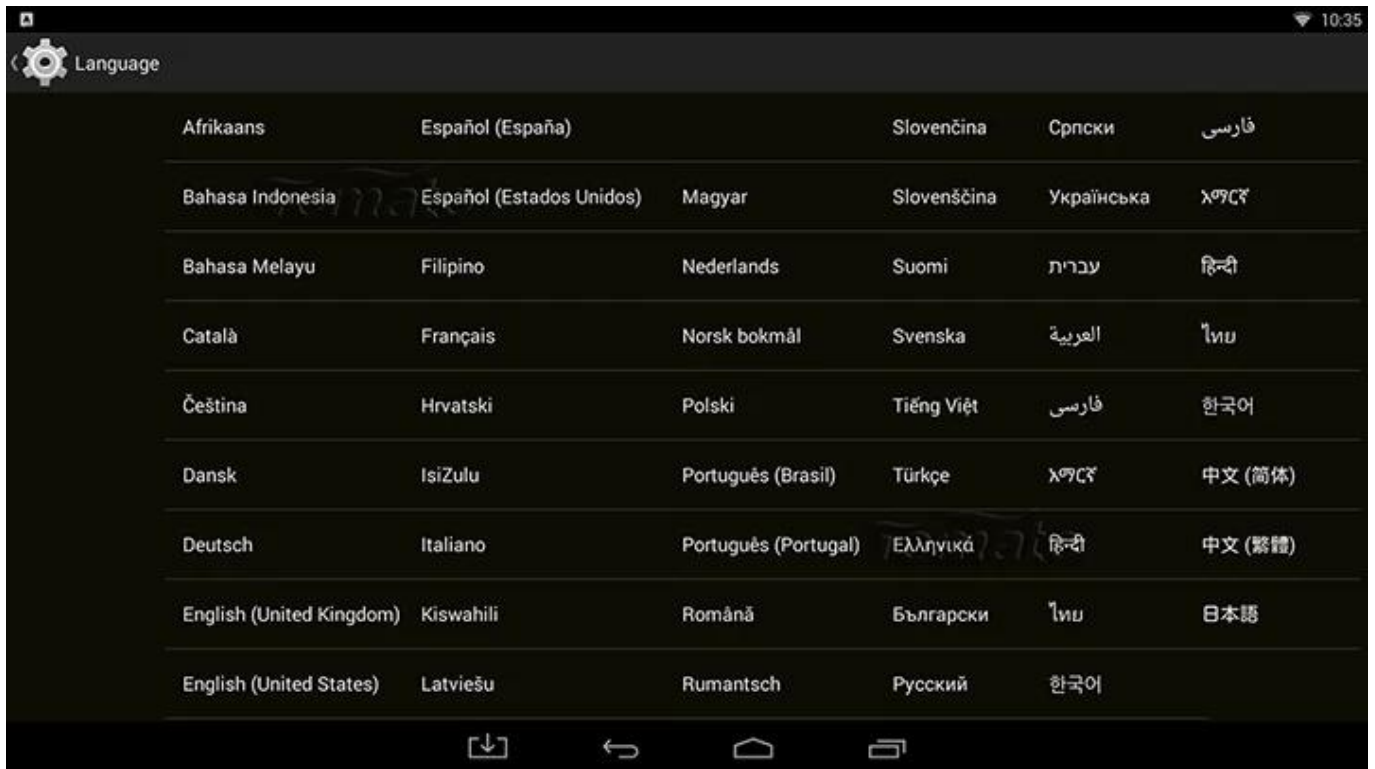 10:35
Language
Afrikaans Español (España) Slovenčina Српски فارسی
Bahasa Indonesia Español (Estados Unidos) Magyar Slovenščina Українська አማርኛ
Bahasa Melayu Filipino Nederlands Suomi עברית हिन्दी
Català Français Norsk bokmål Svenska العربية ไทย
Čeština Hrvatski Polski Tiếng Việt فارسی 한국어
Dansk IsiZulu Português (Brasil) Türkçe አማርኛ 中文 (简体)
Deutsch Italiano Português (Portugal) Ελληνικά हिन्दी 中文 (繁體)
English (United Kingdom) Kiswahili Română Български ไทย 日本語
English (United States) Latviešu Rumantsch Русский 한국어